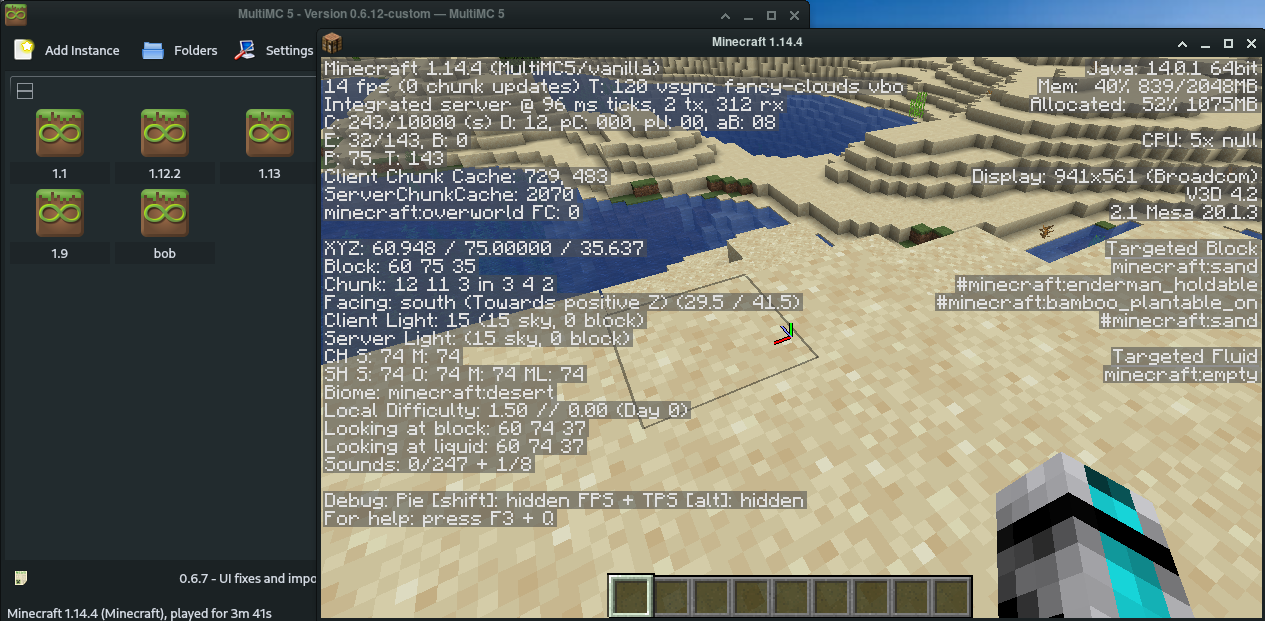 MultiMC 5 - Version 0.6.12-custom — MultiMC 5
Add Instance
Folders
Settings
1.1
1.12.2
1.13
1.9
bob
0.6.7 - UI fixes and impo
Minecraft 1.14.4 (Minecraft), played for 3m 41s
Minecraft 1.14.4
Minecraft 1.14.4 (MultiMC5/vanilla)
14 fps (0 chunk updates) T: 120 vsync fancy-clouds vbo
Integrated server @ 96 ms ticks, 2 tx, 312 rx
C: 243/10000 (s) D: 12, pC: 000, pU: 00, aB: 08
E: 32/143, B: 0
P: 75. T: 143
Client Chunk Cache: 729, 483
ServerChunkCache: 2070
minecraft:overworld FC: 0
XYZ: 60.948 / 75.00000 / 35.637
Block: 60 75 35
Chunk: 12 11 3 in 3 4 2
Facing: south (Towards positive Z) (29.5 / 41.5)
Client Light: 15 (15 sky, 0 block)
Server Light: (15 sky, 0 block)
CH S: 74 M: 74
SH S: 74 O: 74 M: 74 ML: 74
Biome: minecraft:desert
Local Difficulty: 1.50 // 0.00 (Day 0)
Looking at block: 60 74 37
Looking at liquid: 60 74 37
Sounds: 0/247 + 1/8
Debug: Pie [shift]: hidden FPS + TPS [alt]: hidden
For help: press F3 + Q
Java: 14.0.1 64bit
Mem: 40% 839/2048MB
Allocated: 52% 1075MB
CPU: 5x null
Display: 941x561 (Broadcom)
V3D 4.2
2.1 Mesa 20.1.3
Targeted Block
minecraft:sand
#minecraft:enderman_holdable
#minecraft:bamboo_plantable_on
#minecraft:sand
Targeted Fluid
minecraft:empty